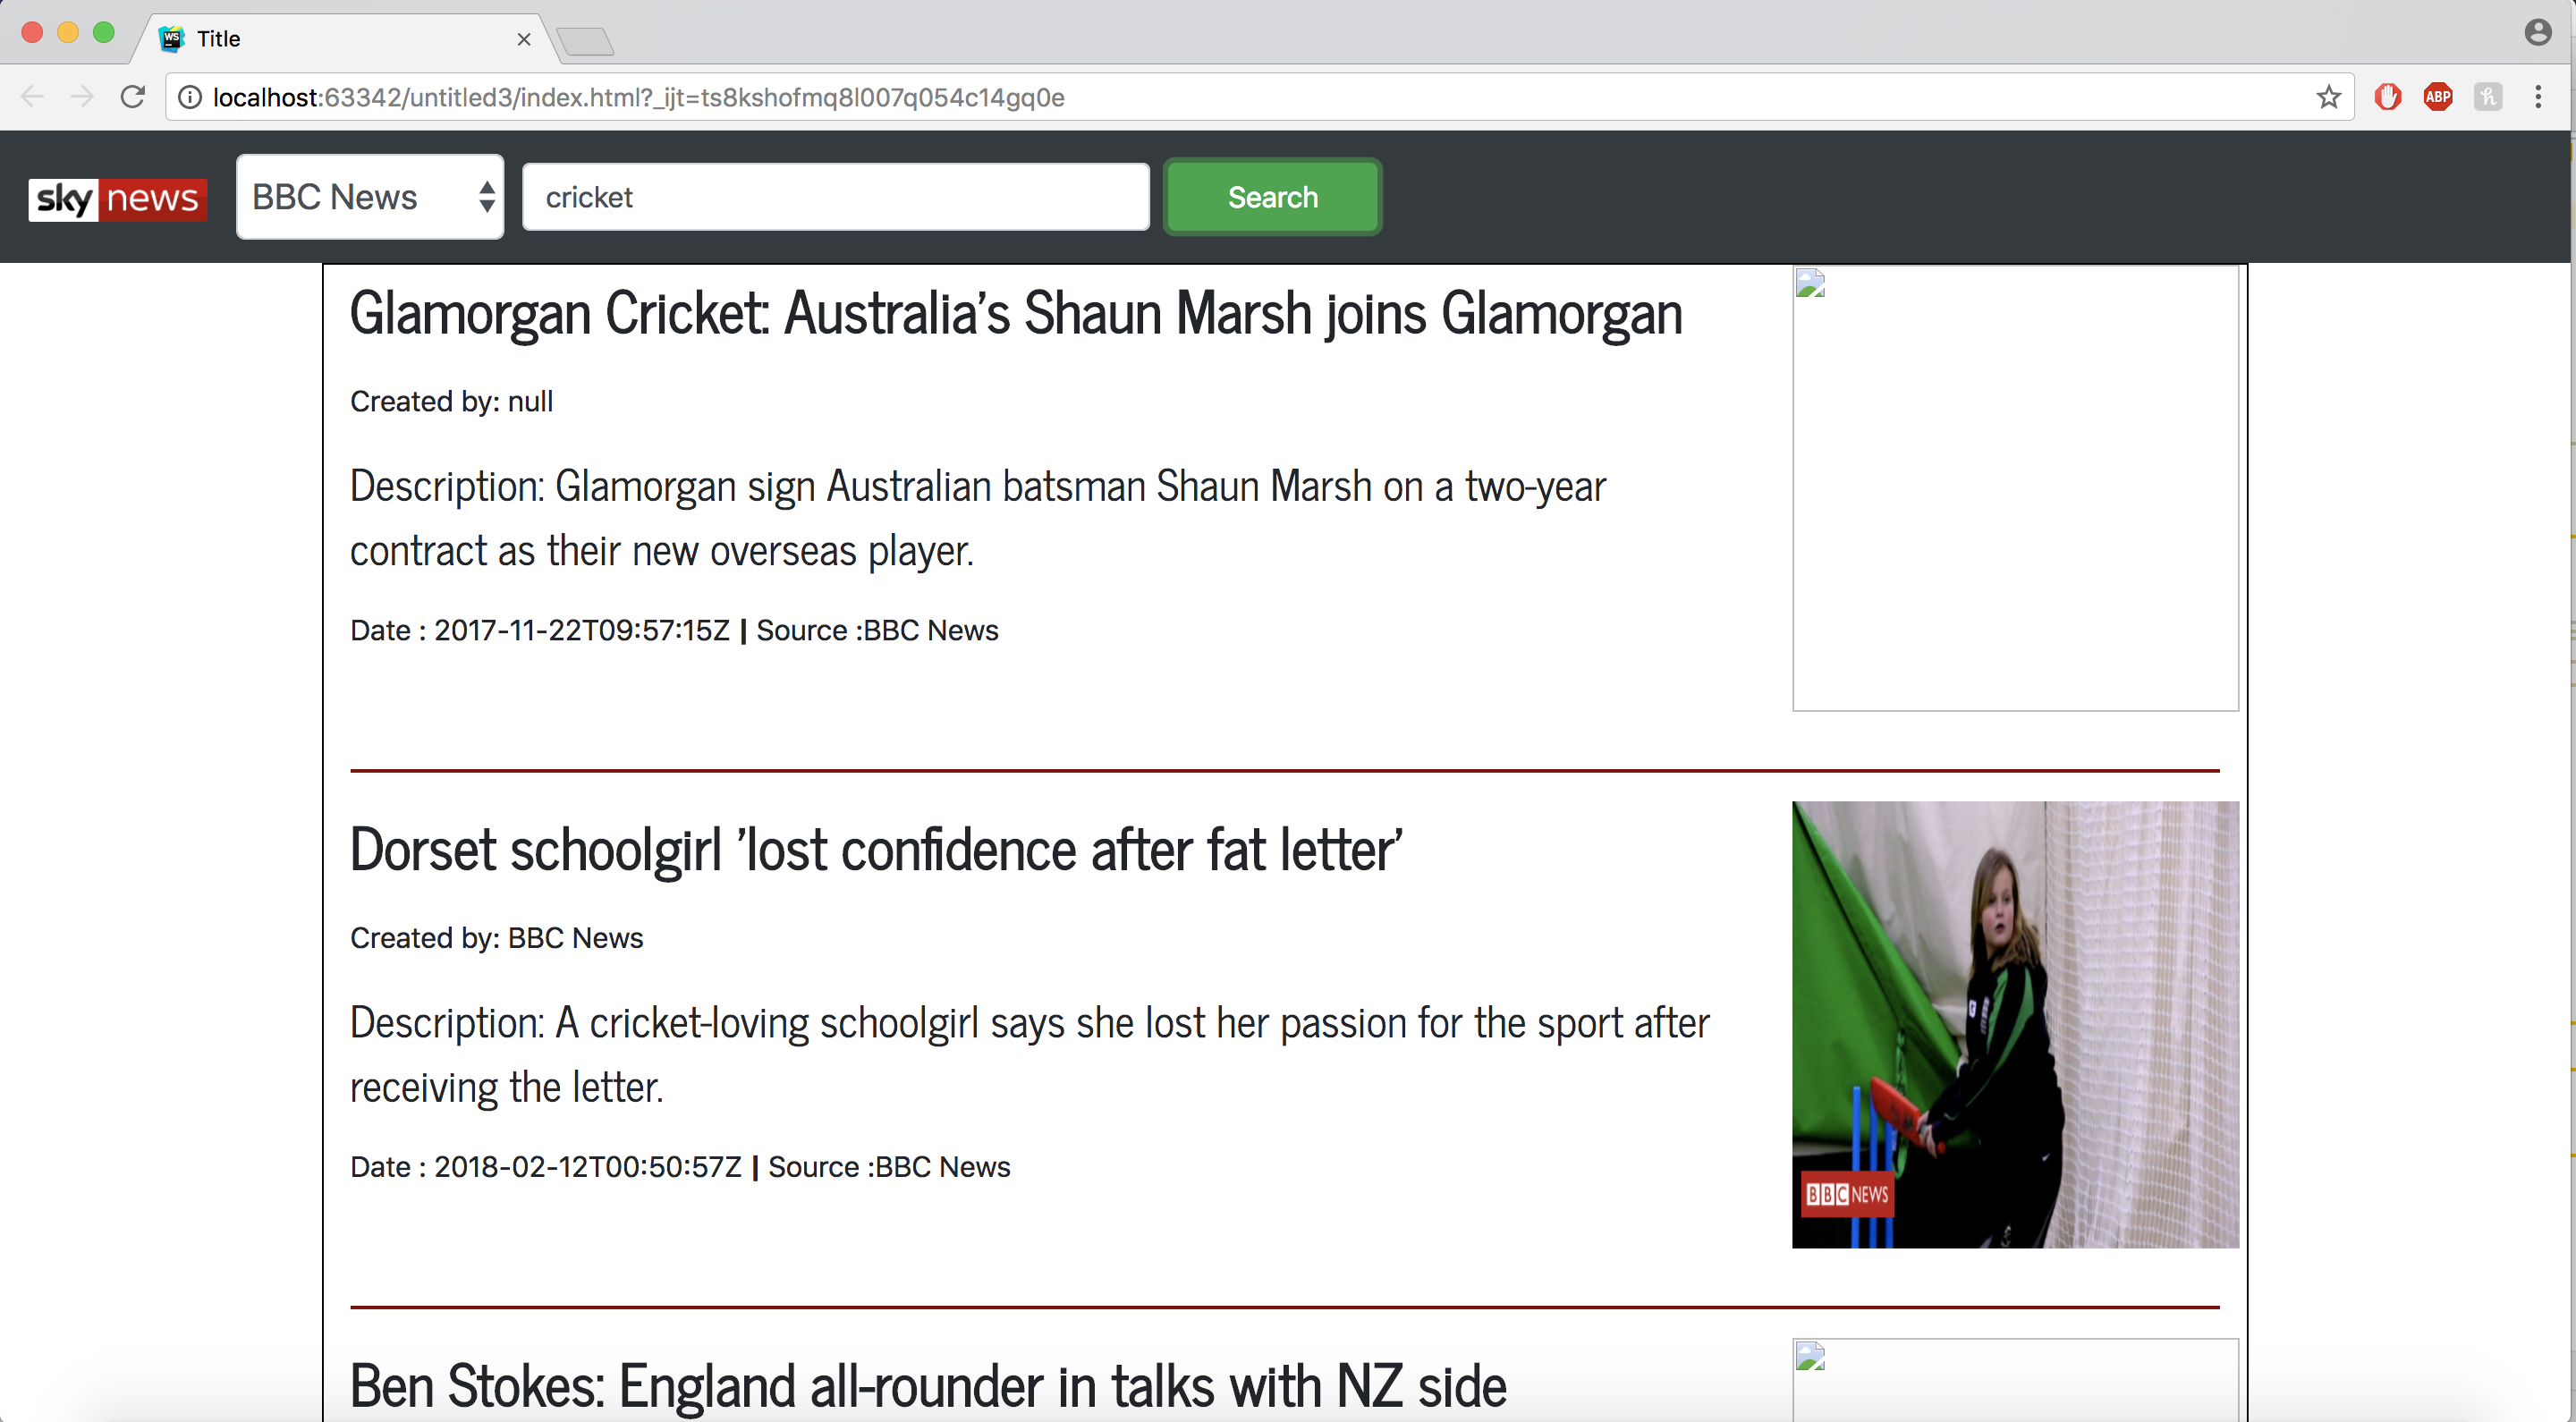 WS
Title
localhost:63342/untitled3/index.html?_ijt=ts8kshofmq8l007q054c14gq0e
ABP
sky news
BBC News
cricket
Search
Glamorgan Cricket: Australia's Shaun Marsh joins Glamorgan
Created by: null
Description: Glamorgan sign Australian batsman Shaun Marsh on a two-year
contract as their new overseas player.
Date : 2017-11-22T09:57:15Z | Source :BBC News
Dorset schoolgirl 'lost confidence after fat letter'
Created by: BBC News
Description: A cricket-loving schoolgirl says she lost her passion for the sport after
receiving the letter.
Date : 2018-02-12T00:50:57Z | Source :BBC News
BBC NEWS
Ben Stokes: England all-rounder in talks with NZ side